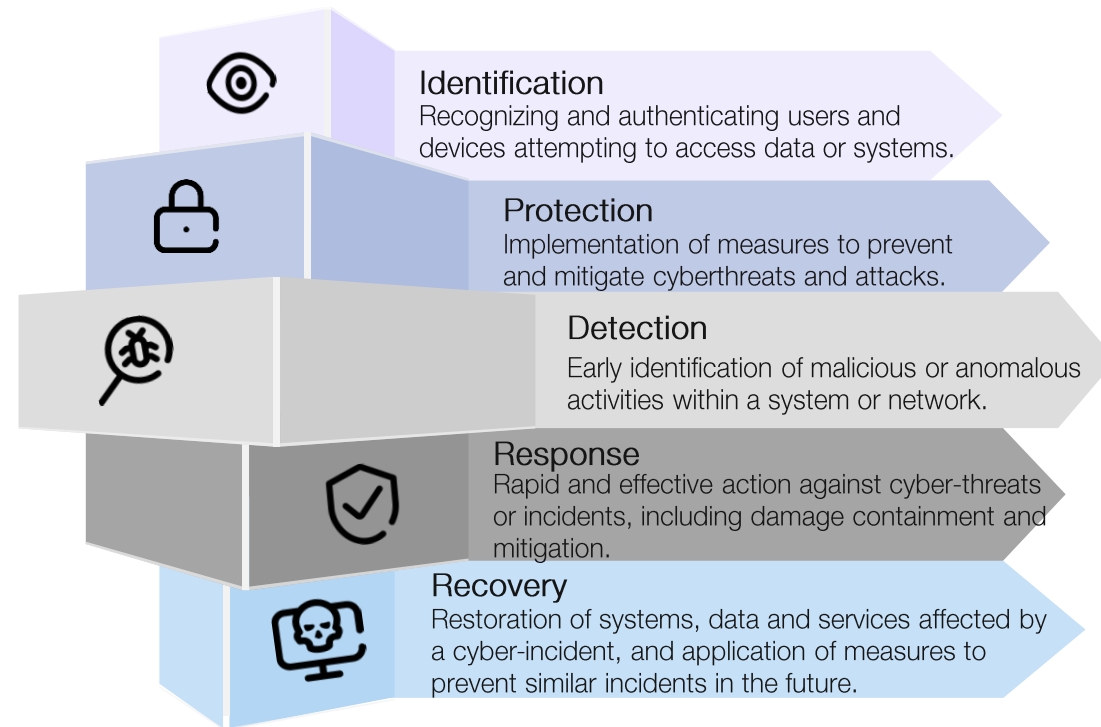 Identification
Recognizing and authenticating users and
devices attempting to access data or systems.
Protection
Implementation of measures to prevent
and mitigate cyberthreats and attacks.
Detection
Early identification of malicious or anomalous
activities within a system or network.
Response
Rapid and effective action against cyber-threats
or incidents, including damage containment and
mitigation.
Recovery
Restoration of systems, data and services affected by
a cyber-incident, and application of measures to
prevent similar incidents in the future.